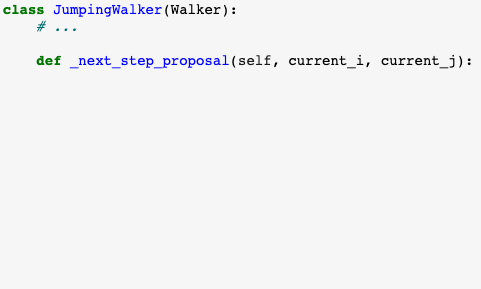 class JumpingWalker(Walker):
    # ...
    def _next_step_proposal(self, current_i, current_j):